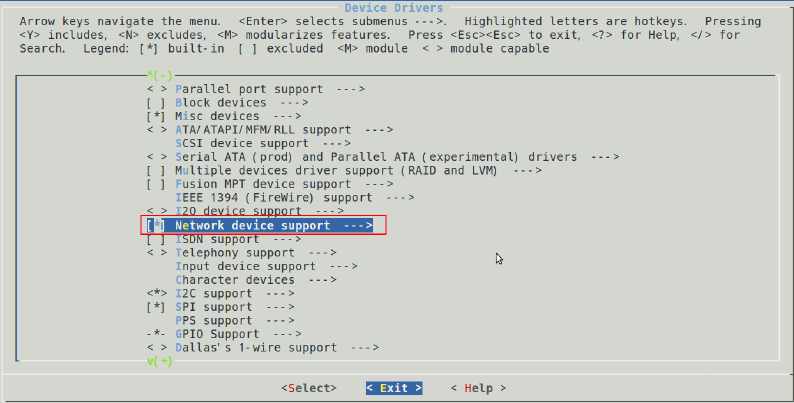 Device Drivers
Arrow keys navigate the menu.  <Enter> selects submenus --->.  Highlighted letters are hotkeys.  Pressing
<Y> includes, <N> excludes, <M> modularizes features.  Press <Esc><Esc> to exit, <?> for Help, </> for
Search.  Legend: [*] built-in  [ ] excluded  <M> module  < > module capable
^(-)
< > Parallel port support  --->
[ ] Block devices  --->
[*] Misc devices  --->
< > ATA/ATAPI/MFM/RLL support  --->
SCSI device support  --->
< > Serial ATA (prod) and Parallel ATA (experimental) drivers  --->
[ ] Multiple devices driver support (RAID and LVM)  --->
[ ] Fusion MPT device support  --->
IEEE 1394 (FireWire) support  --->
< > I2O device support  --->
[*] Network device support  --->
[ ] ISDN support  --->
< > Telephony support  --->
Input device support  --->
Character devices  --->
<*> I2C support  --->
[*] SPI support  --->
PPS support  --->
-*- GPIO Support  --->
< > Dallas's 1-wire support  --->
v(+)
<Select>    < Exit >    < Help >